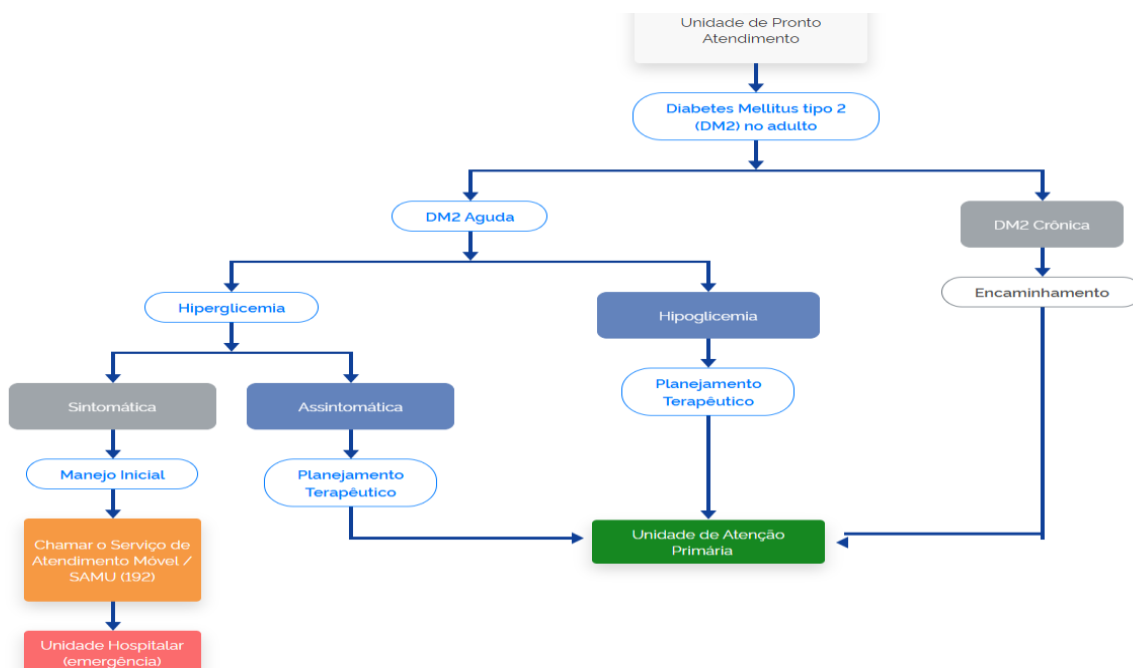 Unidade de Pronto
Atendimento
Diabetes Mellitus tipo 2
(DM2) no adulto
DM2 Aguda
DM2 Crônica
Hiperglicemia
Hipoglicemia
Encaminhamento
Sintomática
Assintomática
Planejamento
Terapêutico
Manejo Inicial
Planejamento
Terapêutico
Chamar o Serviço de
Atendimento Móvel /
SAMU (192)
Unidade de Atenção
Primária
Unidade Hospitalar
(emergência)